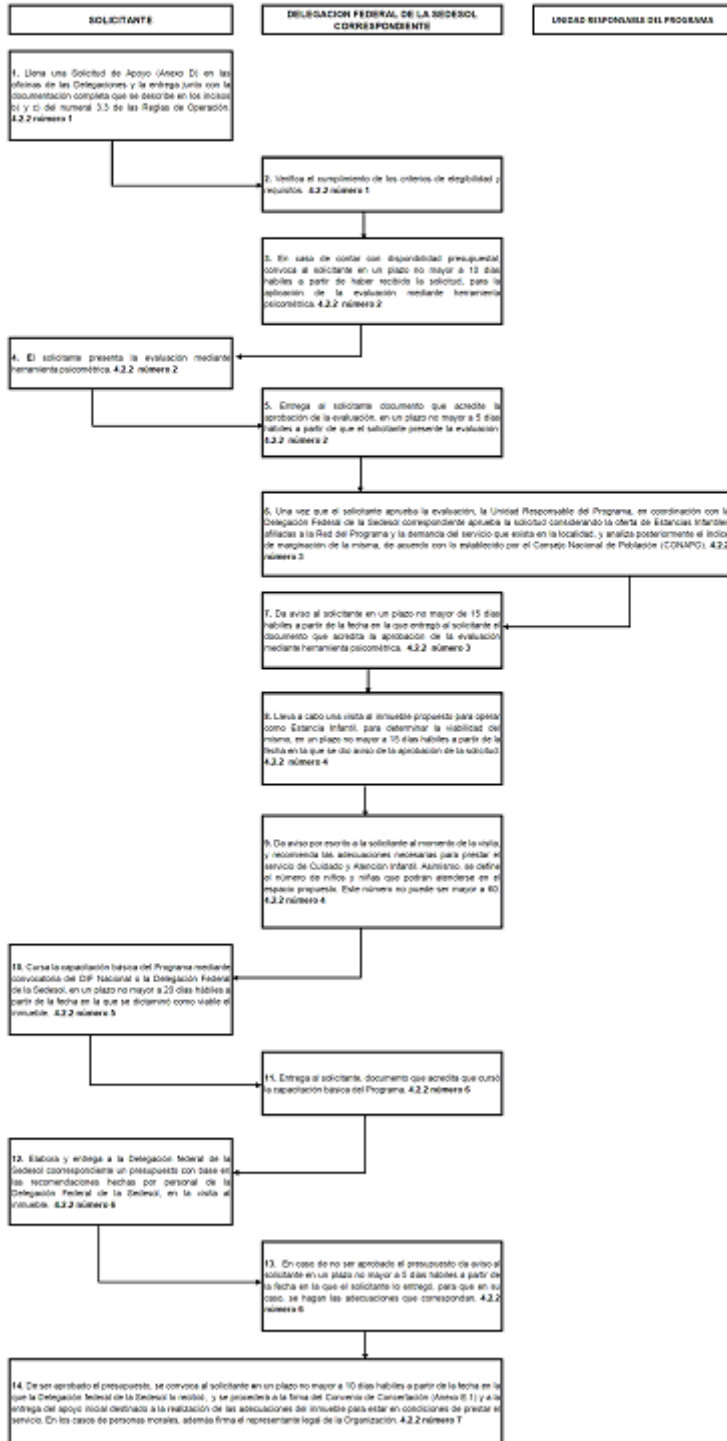 SOLICITANTE
DELEGACION FEDERAL DE LA SEDESOL
CORRESPONDIENTE
UNIDAD RESPONSABLE DEL PROGRAMA
1. Llena una Solicitud de Apoyo (Anexo D) en las
oficinas de las Delegaciones y la entrega junto con la
documentación completa que se describe en los incisos
b) y c) del numeral 3.3 de las Reglas de Operación.
4.2.2 número 1
2. Verifica el cumplimiento de los criterios de elegibilidad y
requisitos. 4.2.2 número 1
3. En caso de contar con disponibilidad presupuestal,
convoca al solicitante en un plazo no mayor a 10 días
hábiles a partir de haber recibido la solicitud, para la
aplicación de la evaluación mediante herramienta
psicométrica. 4.2.2 número 2
4. El solicitante presenta la evaluación mediante
herramienta psicométrica. 4.2.2 número 2
5. Entrega al solicitante documento que acredite la
aprobación de la evaluación, en un plazo no mayor a 5 días
hábiles a partir de que el solicitante presente la evaluación.
4.2.2 número 2
6. Una vez que el solicitante aprueba la evaluación, la Unidad Responsable del Programa, en coordinación con la
Delegación Federal de la Sedesol correspondiente aprueba la solicitud considerando la oferta de Estancias Infantiles
afiliadas a la Red del Programa y la demanda del servicio que exista en la localidad, y analiza posteriormente el índice
de marginación de la misma, de acuerdo con lo establecido por el Consejo Nacional de Población (CONAPO). 4.2.2
número 3
7. Da aviso al solicitante en un plazo no mayor de 15 días
hábiles a partir de la fecha en la que entregó al solicitante el
documento que acredita la aprobación de la evaluación
mediante herramienta psicométrica. 4.2.2 número 3
8. Lleva a cabo una visita al inmueble propuesto para operar
como Estancia Infantil, para determinar la viabilidad del
mismo, en un plazo no mayor a 15 días hábiles a partir de la
fecha en la que se dio aviso de la aprobación de la solicitud.
4.2.2 número 4
9. Da aviso por escrito a la solicitante al momento de la visita,
y recomienda las adecuaciones necesarias para prestar el
servicio de Cuidado y Atención Infantil. Asimismo, se define
el número de niños y niñas que podrán atenderse en el
espacio propuesto. Este número no puede ser mayor a 60.
4.2.2 número 4
10. Cursa la capacitación básica del Programa mediante
convocatoria del DIF Nacional o la Delegación Federal
de la Sedesol, en un plazo no mayor a 20 días hábiles a
partir de la fecha en la que se dictaminó como viable el
inmueble. 4.2.2 número 5
11. Entrega al solicitante, documento que acredita que cursó
la capacitación básica del Programa. 4.2.2 número 6
12. Elabora y entrega a la Delegación federal de la
Sedesol coorrespondiente un presupuesto con base en
las recomendaciones hechas por personal de la
Delegación Federal de la Sedesol, en la visita al
inmueble. 4.2.2 número 6
13. En caso de no ser aprobado el presupuesto da aviso al
solicitante en un plazo no mayor a 5 días hábiles a partir de
la fecha en la que el solicitante lo entregó, para que en su
caso, se hagan las adecuaciones que correspondan. 4.2.2
número 6
14. De ser aprobado el presupuesto, se convoca al solicitante en un plazo no mayor a 10 días hábiles a partir de la fecha en la
que la Delegación federal de la Sedesol lo recibió, y se procederá a la firma del Convenio de Concertación (Anexo E.1) y a la
entrega del apoyo inicial destinado a la realización de las adecuaciones del inmueble para estar en condiciones de prestar el
servicio. En los casos de personas morales, además firma el representante legal de la Organización. 4.2.2 número 7